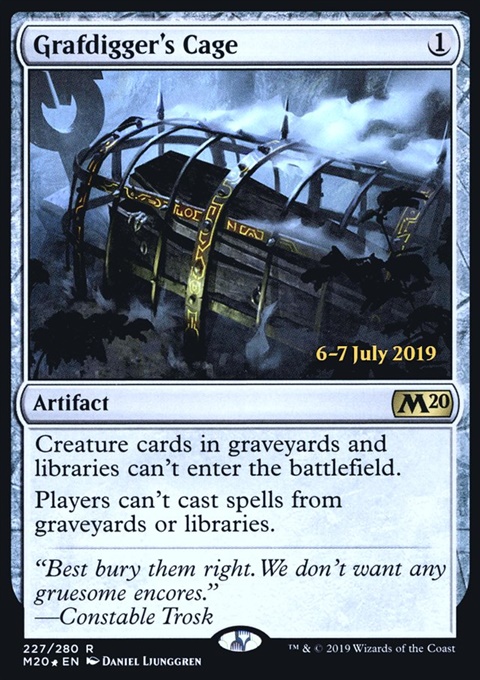 Grafdigger's Cage 1
6–7 July 2019
Artifact M20
Creature cards in graveyards and
libraries can't enter the battlefield.
Players can't cast spells from
graveyards or libraries.
“Best bury them right. We don't want any
gruesome encores.”
—Constable Trosk
227/280 R
M20★EN Daniel Ljunggren
™ & © 2019 Wizards of the Coast